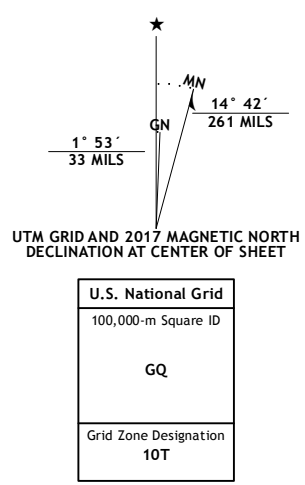 ★
MN
14° 42´
261 MILS
GN
1° 53´
33 MILS
UTM GRID AND 2017 MAGNETIC NORTH
DECLINATION AT CENTER OF SHEET
U.S. National Grid
100,000-m Square ID
GQ
Grid Zone Designation
10T